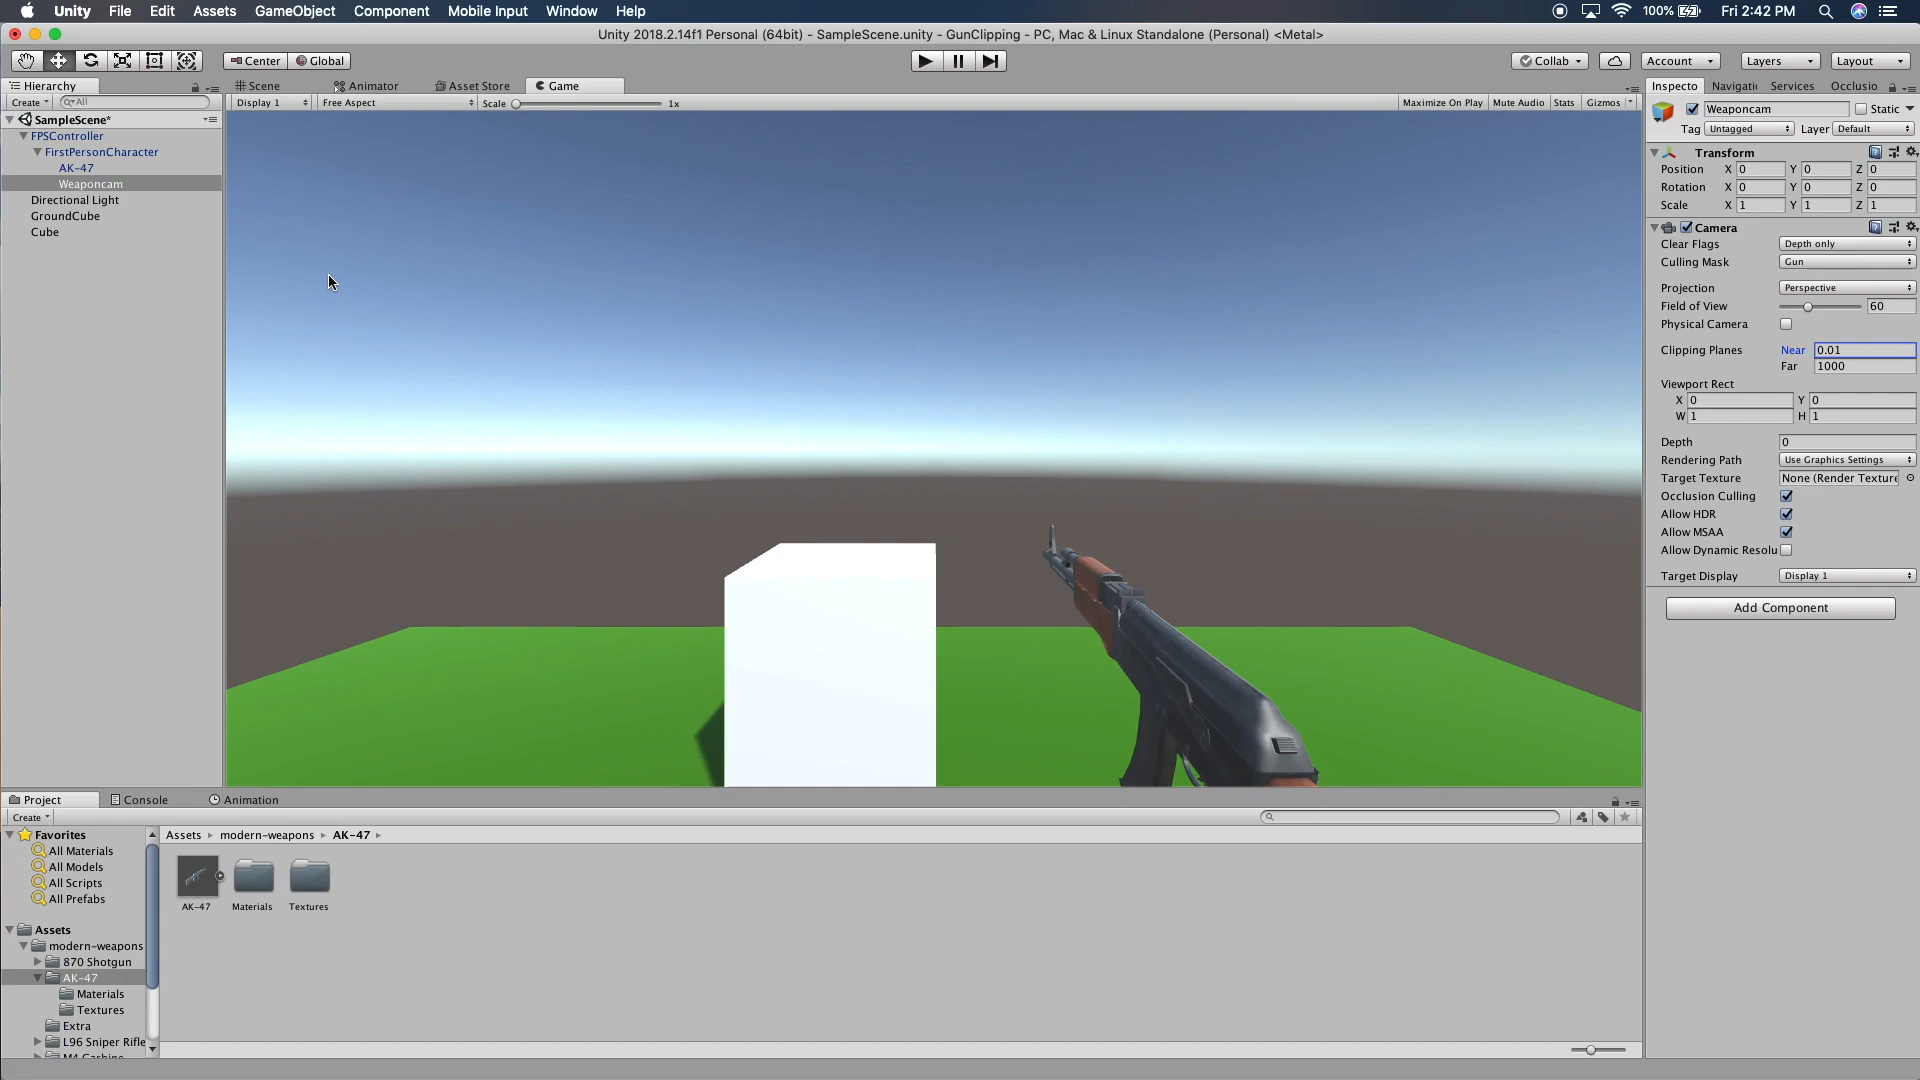 Unity File Edit Assets GameObject Component Mobile Input Window Help 100% Fri 2:42 PM
Unity 2018.2.14f1 Personal (64bit) - SampleScene.unity - GunClipping - PC, Mac & Linux Standalone (Personal) <Metal>
Center Global Collab Account Layers Layout
Hierarchy Scene Animator Asset Store Game Inspecto Navigati Services Occlusio
Create All Display 1 Free Aspect Scale 1x Maximize On Play Mute Audio Stats Gizmos
SampleScene*
FPSController
FirstPersonCharacter
AK-47
Weaponcam
Directional Light
GroundCube
Cube
Weaponcam Static
Tag Untagged Layer Default
Transform
Position X 0 Y 0 Z 0
Rotation X 0 Y 0 Z 0
Scale X 1 Y 1 Z 1
Camera
Clear Flags Depth only
Culling Mask Gun
Projection Perspective
Field of View 60
Physical Camera
Clipping Planes Near 0.01
Far 1000
Viewport Rect
X 0 Y 0
W 1 H 1
Depth 0
Rendering Path Use Graphics Settings
Target Texture None (Render Texture
Occlusion Culling
Allow HDR
Allow MSAA
Allow Dynamic Resolu
Target Display Display 1
Add Component
Project Console Animation
Create
Favorites
All Materials
All Models
All Scripts
All Prefabs
Assets
modern-weapons
870 Shotgun
AK-47
Materials
Textures
Extra
L96 Sniper Rifle
M4 Carbine
Assets modern-weapons AK-47
AK-47 Materials Textures